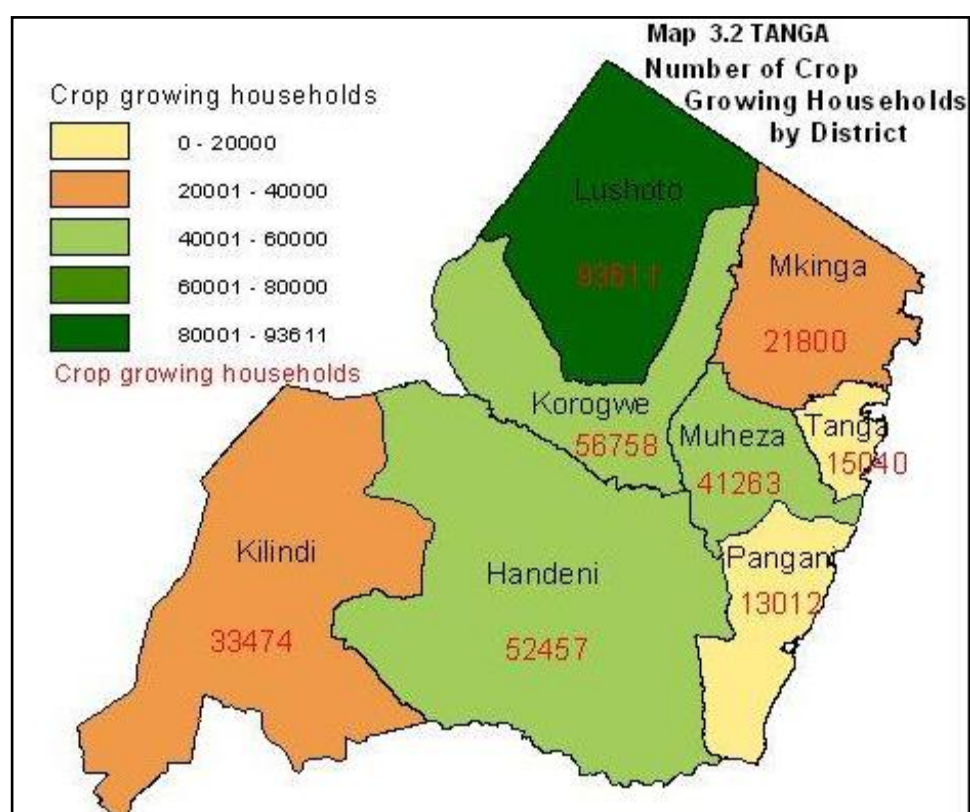 Map 3.2 TANGA
Number of Crop
Growing Households
by District
Crop growing households
0 - 20000
20001 - 40000
40001 - 60000
60001 - 80000
80001 - 93611
Crop growing households
Lushoto
93611
Mkinga
21800
Korogwe
56758
Muheza
41263
Tanga
15040
Kilindi
33474
Handeni
52457
Pangani
13012